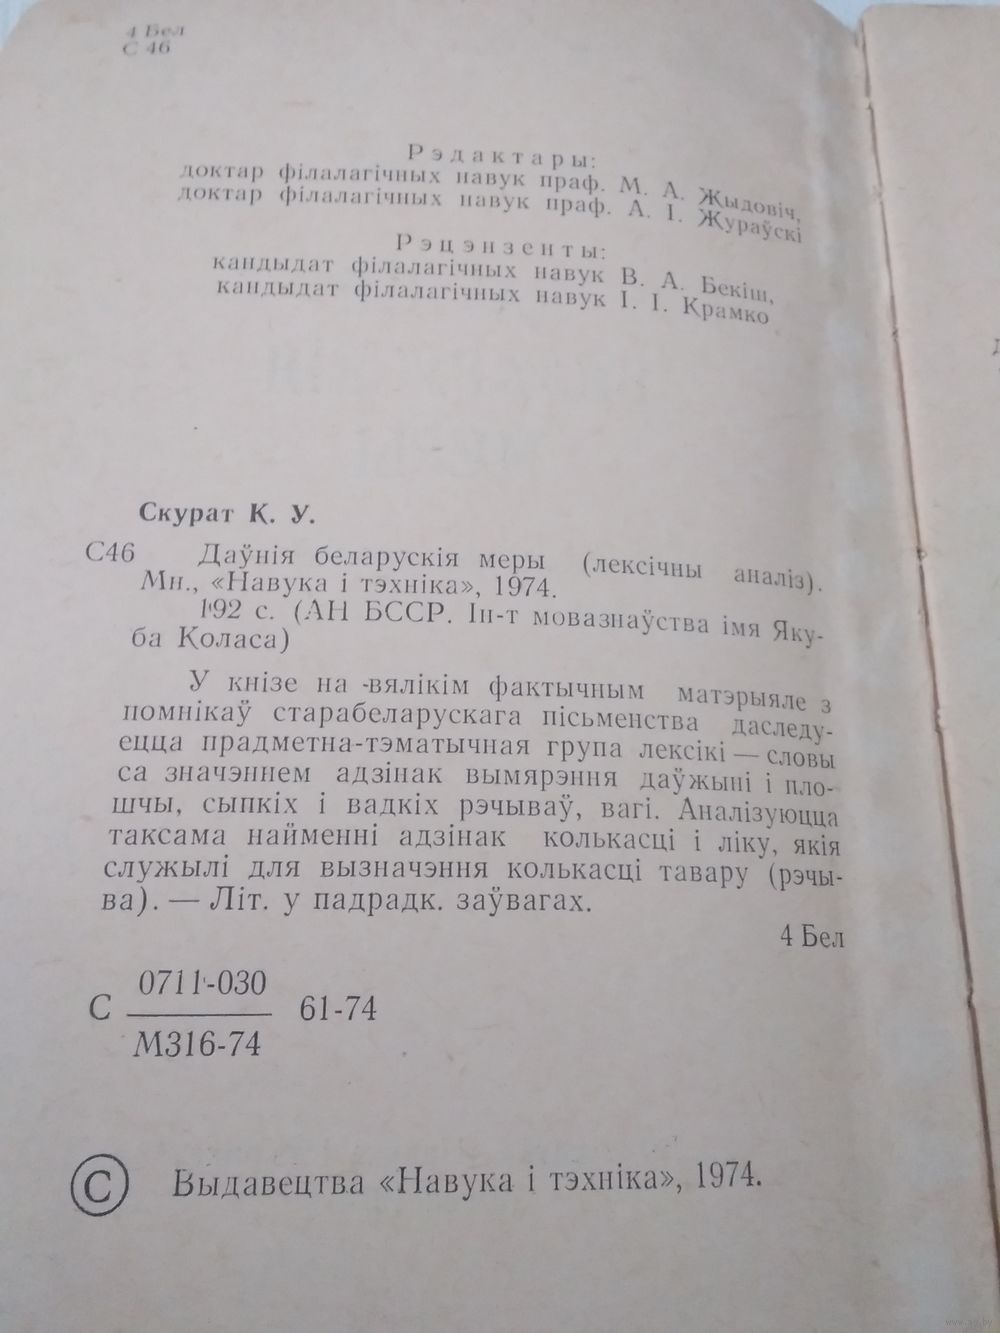 4 Бел
С 46
Рэдактары:
доктар філалагічных навук праф. М. А. Жыдовіч,
доктар філалагічных навук праф. А. І. Жураўскі
Рэцэнзенты:
кандыдат філалагічных навук В. А. Бекіш,
кандыдат філалагічных навук І. І. Крамко
Скурат К. У.
С46 Даўнія беларускія меры (лексічны аналіз).
Мн., «Навука і тэхніка», 1974.
192 с. (АН БССР. Ін-т мовазнаўства імя Яку-
ба Коласа)
У кнізе на вялікім фактычным матэрыяле з
помнікаў старабеларускага пісьменства даследу-
ецца прадметна-тэматычная група лексікі — словы
са значэннем адзінак вымярэння даўжыні і пло-
шчы, сыпкіх і вадкіх рэчываў, вагі. Аналізуюцца
таксама найменні адзінак колькасці і ліку, якія
служылі для вызначэння колькасці тавару (рэчы-
ва). — Літ. у падрадк. заўвагах.
4 Бел
С 0711-030 61-74
М316-74
© Выдавецтва «Навука і тэхніка», 1974.